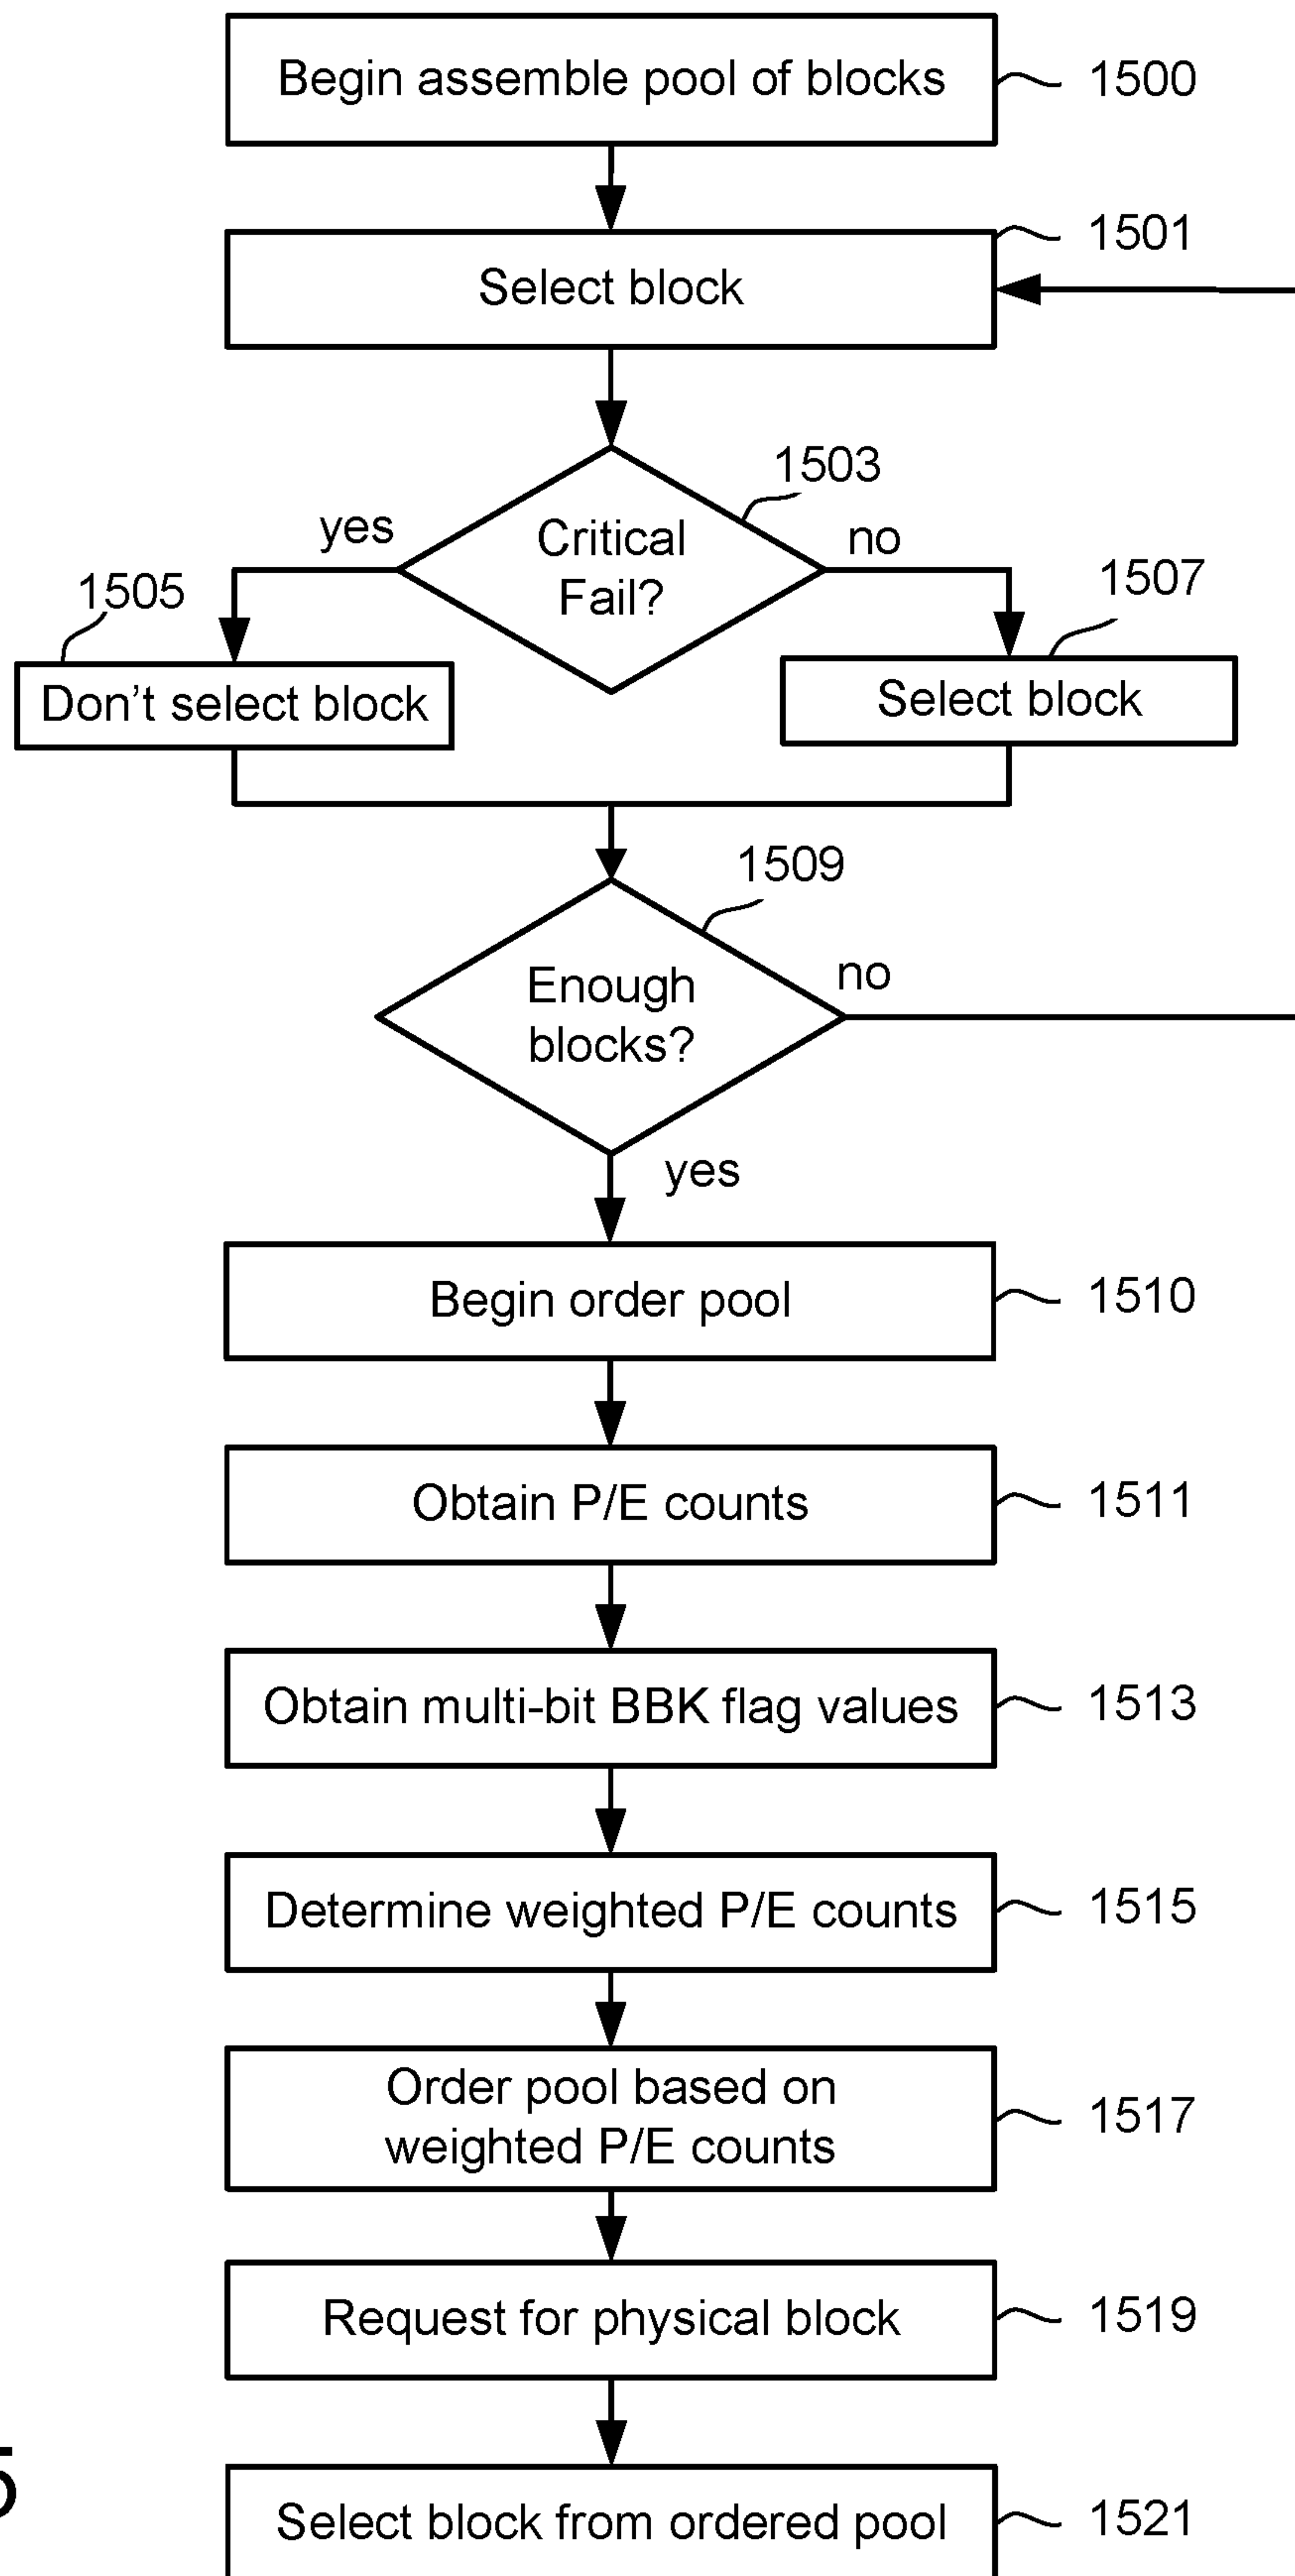 Begin assemble pool of blocks
1500
1501
Select block
1503
Critical
Fail?
yes
no
1505
1507
Don't select block
Select block
1509
Enough
blocks?
no
yes
Begin order pool
1510
Obtain P/E counts
1511
Obtain multi-bit BBK flag values
1513
Determine weighted P/E counts
1515
Order pool based on
weighted P/E counts
1517
Request for physical block
1519
5
Select block from ordered pool
1521